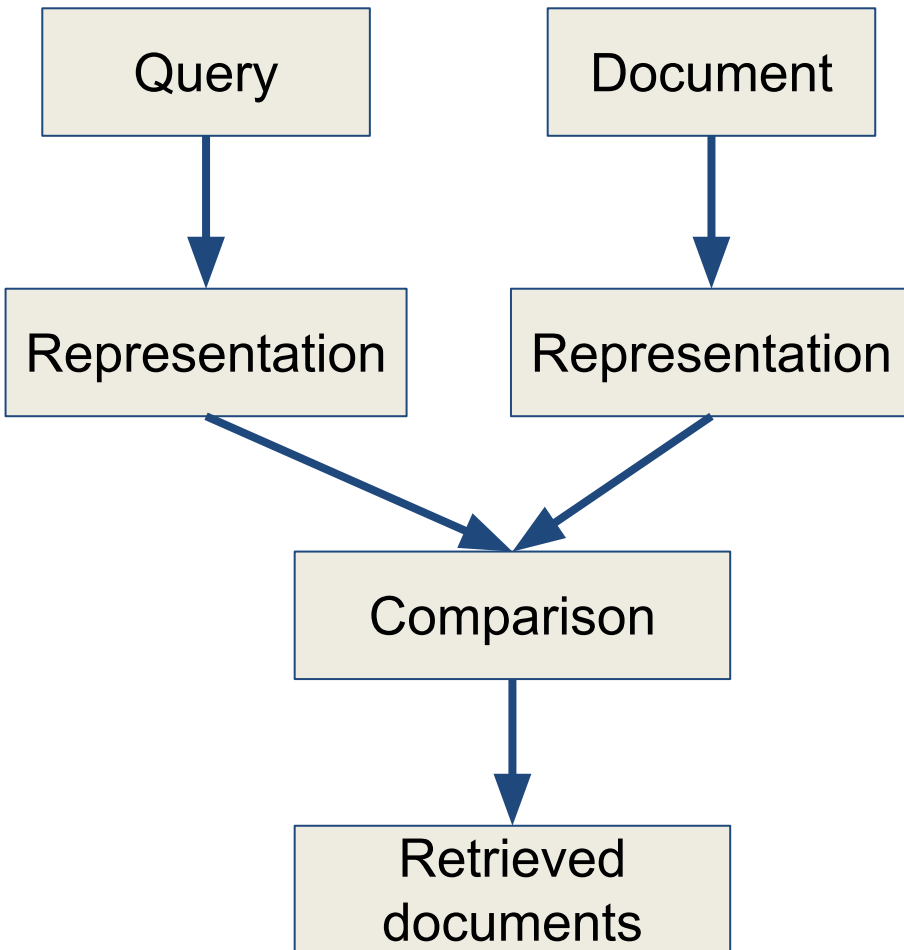 Query
Document
Representation
Representation
Comparison
Retrieved
documents